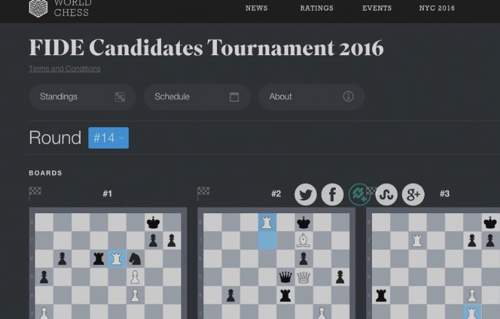 WORLD
CHESS
NEWS RATINGS EVENTS NYC 2016
FIDE Candidates Tournament 2016
Terms and Conditions
Standings Schedule About
Round #14
BOARDS
#1 #2 #3